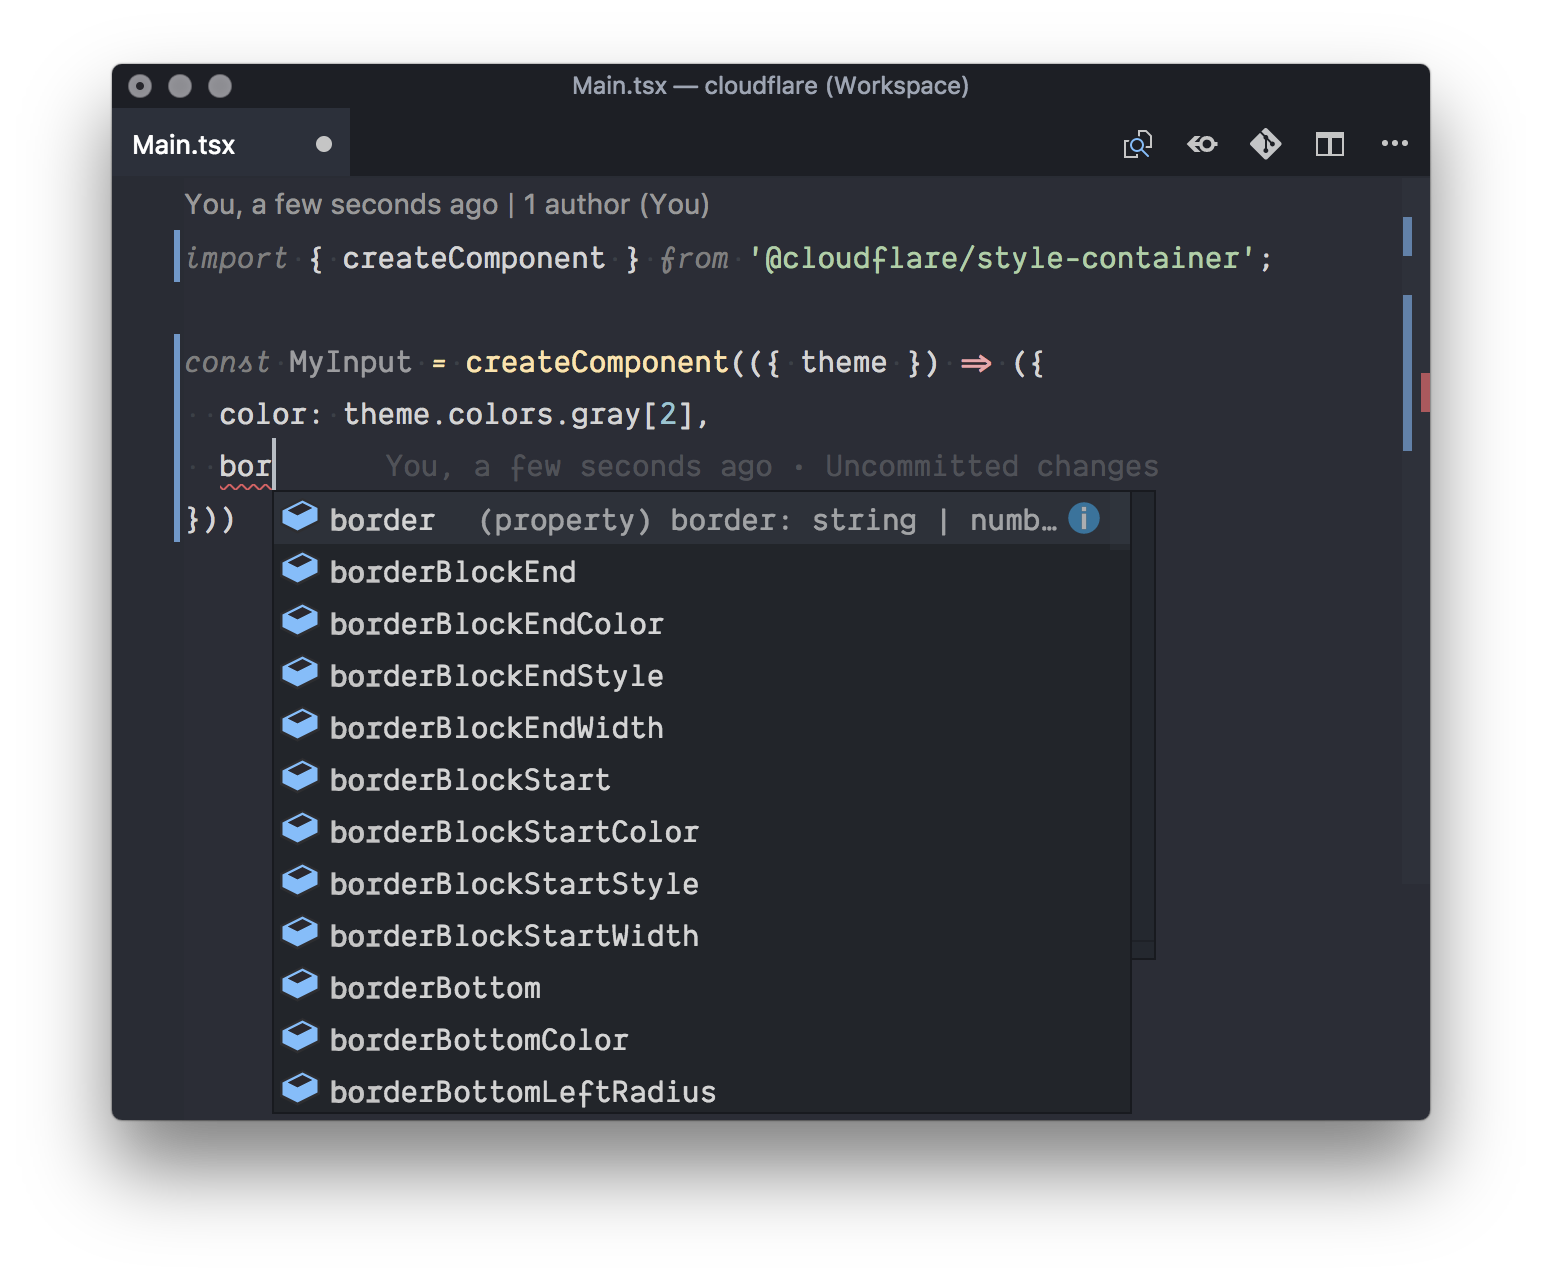 Main.tsx — cloudflare (Workspace)
Main.tsx
You, a few seconds ago | 1 author (You)
import { createComponent } from '@cloudflare/style-container';
const MyInput = createComponent(({ theme }) => ({
color: theme.colors.gray[2],
bor You, a few seconds ago • Uncommitted changes
}))
border (property) border: string | numb…
borderBlockEnd
borderBlockEndColor
borderBlockEndStyle
borderBlockEndWidth
borderBlockStart
borderBlockStartColor
borderBlockStartStyle
borderBlockStartWidth
borderBottom
borderBottomColor
borderBottomLeftRadius